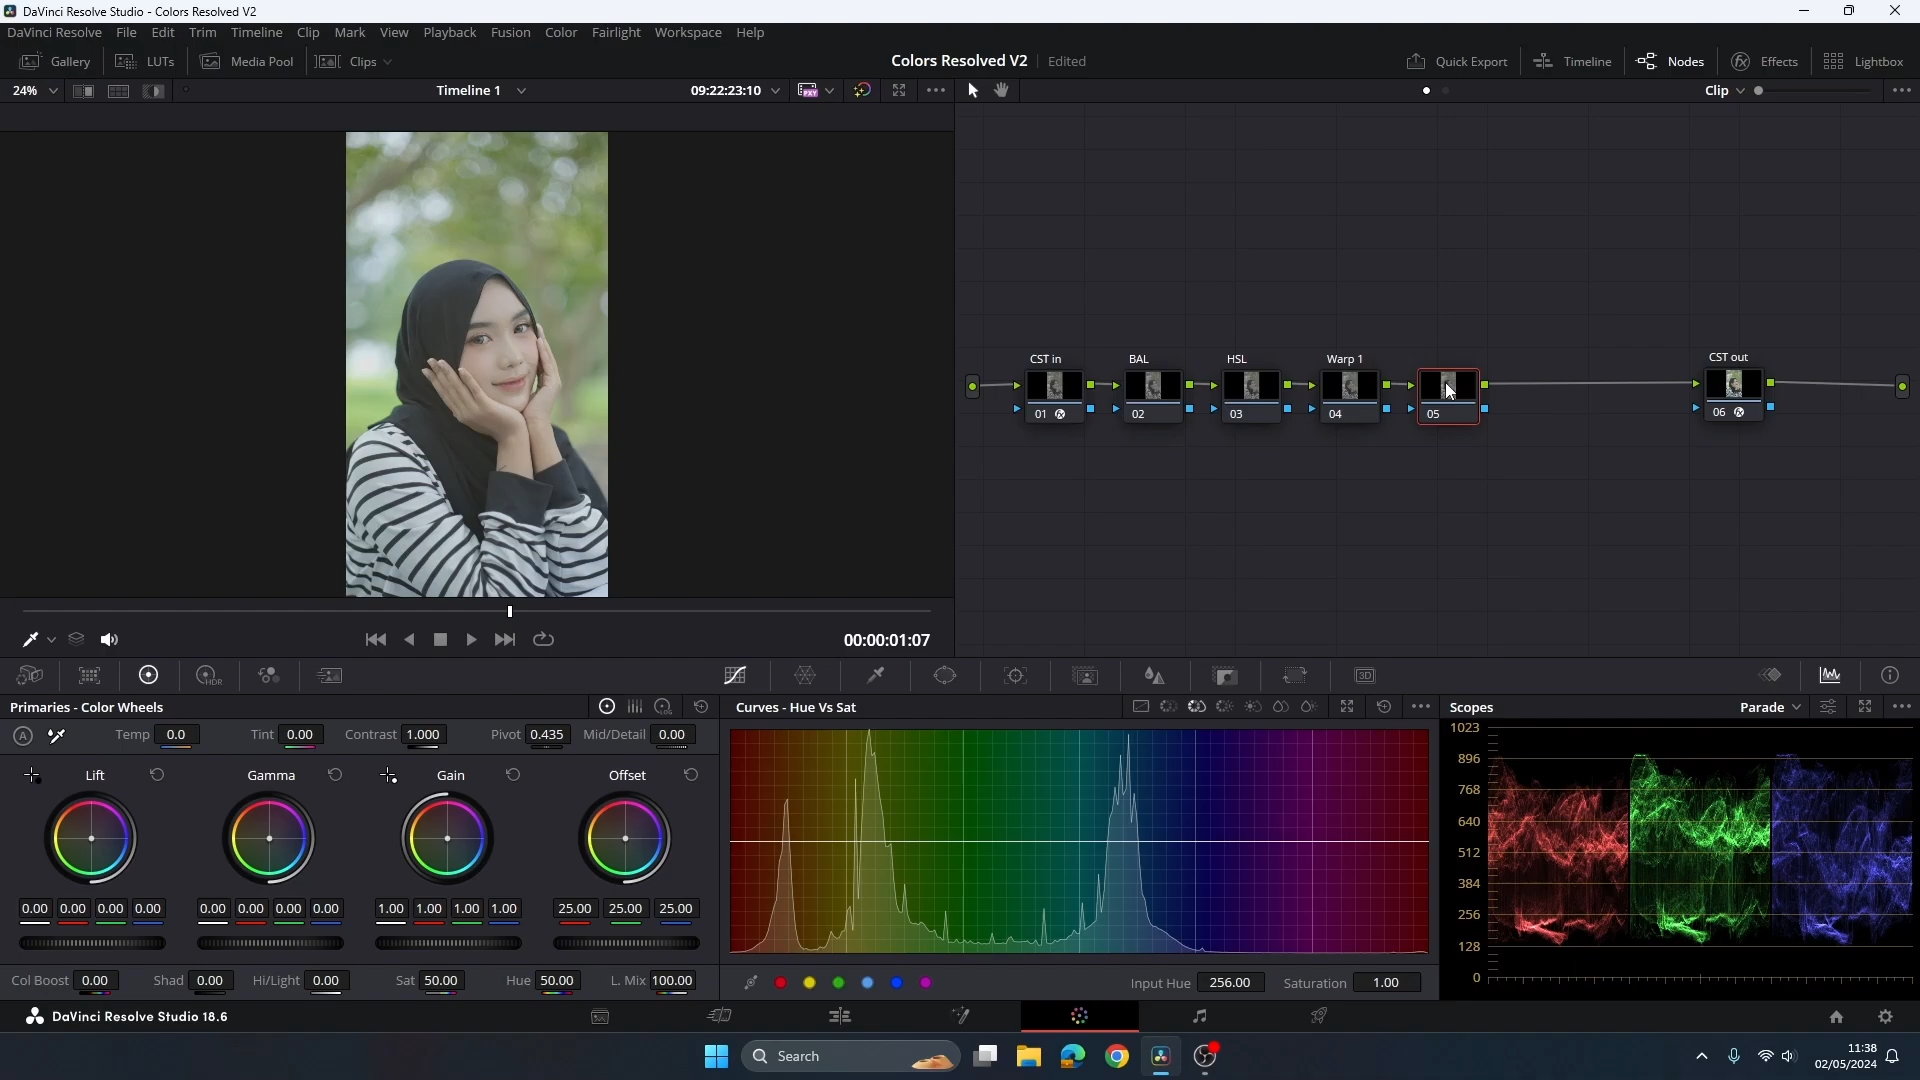 DaVinci Resolve Studio - Colors Resolved V2
DaVinci Resolve File Edit Trim Timeline Clip Mark View Playback Fusion Color Fairlight Workspace Help
Gallery LUTs Media Pool Clips Colors Resolved V2 Edited Quick Export Timeline Nodes Effects Lightbox
24% Timeline 1 09:22:23:10 Clip
CST in BAL HSL Warp 1 CST out
01 02 03 04 05 06
00:00:01:07
HDR 3D
Primaries - Color Wheels Curves - Hue Vs Sat Scopes Parade
Temp 0.0 Tint 0.00 Contrast 1.000 Pivot 0.435 Mid/Detail 0.00
Lift Gamma Gain Offset
0.00 0.00 0.00 0.00 0.00 0.00 0.00 0.00 1.00 1.00 1.00 1.00 25.00 25.00 25.00
Col Boost 0.00 Shad 0.00 Hi/Light 0.00 Sat 50.00 Hue 50.00 L. Mix 100.00
Input Hue 256.00 Saturation 1.00
1023
896
768
640
512
384
256
128
0
DaVinci Resolve Studio 18.6
Search
11:38
02/05/2024